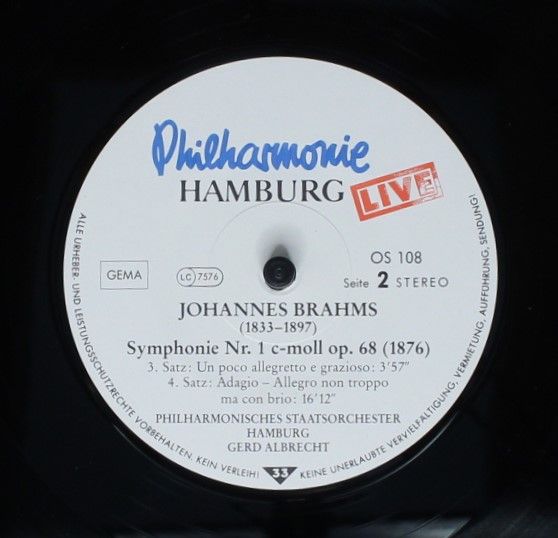 Philharmonie
HAMBURG
LIVE
OS 108
GEMA
LC 7576
Seite 2 STEREO
JOHANNES BRAHMS
(1833–1897)
Symphonie Nr. 1 c-moll op. 68 (1876)
3. Satz: Un poco allegretto e grazioso: 3'57"
4. Satz: Adagio – Allegro non troppo
ma con brio: 16'12"
PHILHARMONISCHES STAATSORCHESTER
HAMBURG
GERD ALBRECHT
33
ALLE URHEBER- UND LEISTUNGSSCHUTZRECHTE VORBEHALTEN. KEIN VERLEIH! KEINE UNERLAUBTE VERVIELFÄLTIGUNG, VERMIETUNG, AUFFÜHRUNG, SENDUNG!